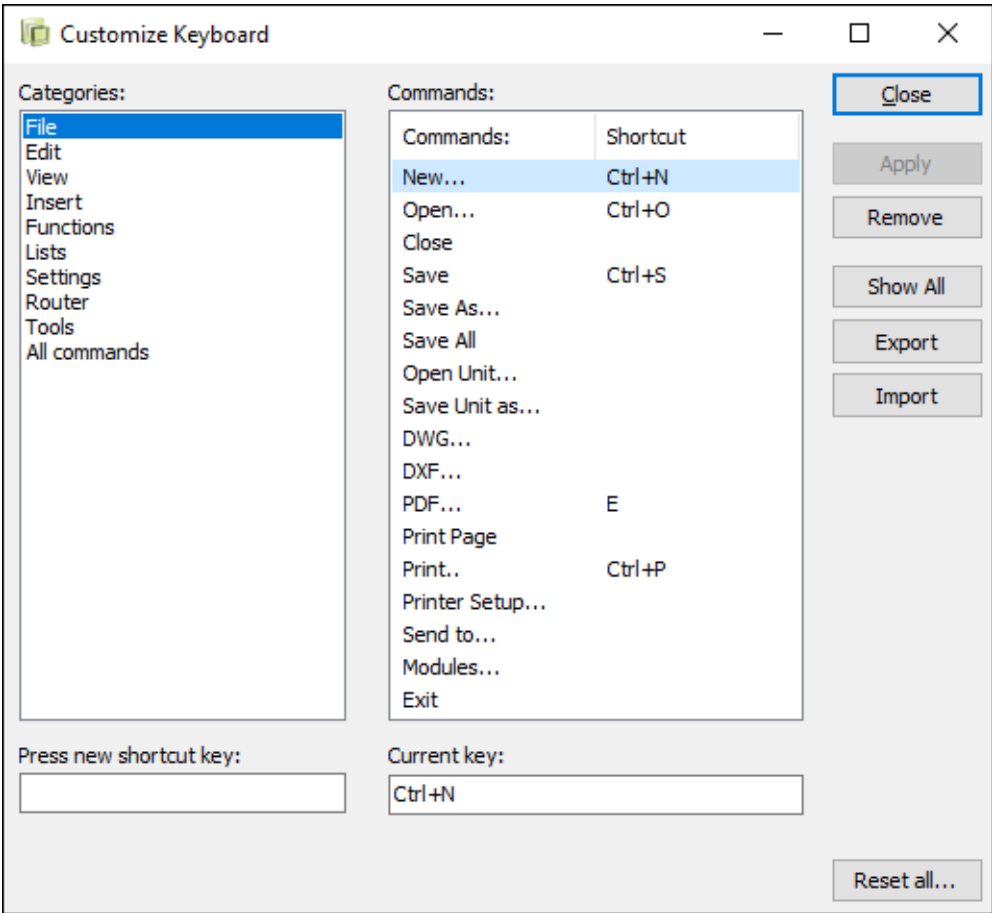 Customize Keyboard
Categories:
File
Edit
View
Insert
Functions
Lists
Settings
Router
Tools
All commands
Commands:
Commands: Shortcut
New... Ctrl+N
Open... Ctrl+O
Close
Save Ctrl+S
Save As...
Save All
Open Unit...
Save Unit as...
DWG...
DXF...
PDF... E
Print Page
Print.. Ctrl+P
Printer Setup...
Send to...
Modules...
Exit
Close
Apply
Remove
Show All
Export
Import
Press new shortcut key:
Current key:
Ctrl+N
Reset all...